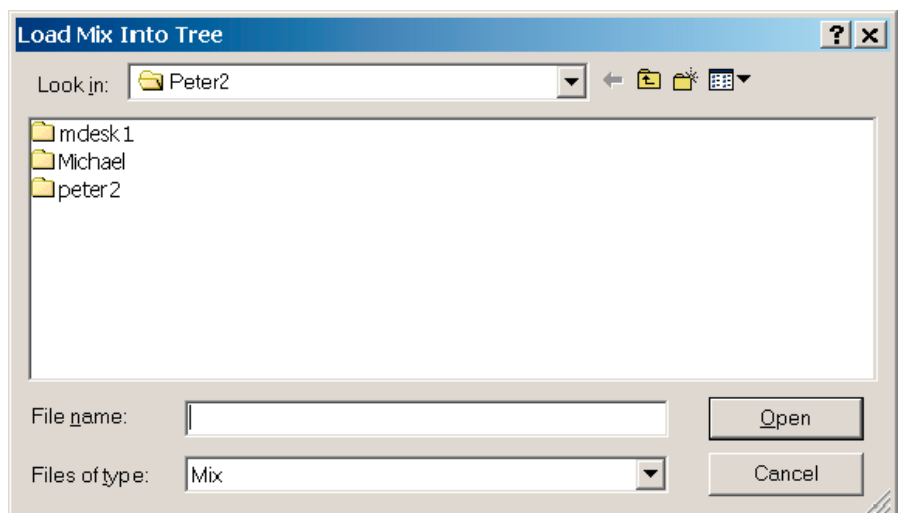 Load Mix Into Tree
Look in: Peter2
mdesk1
Michael
peter2
File name: Open
Files of type: Mix Cancel